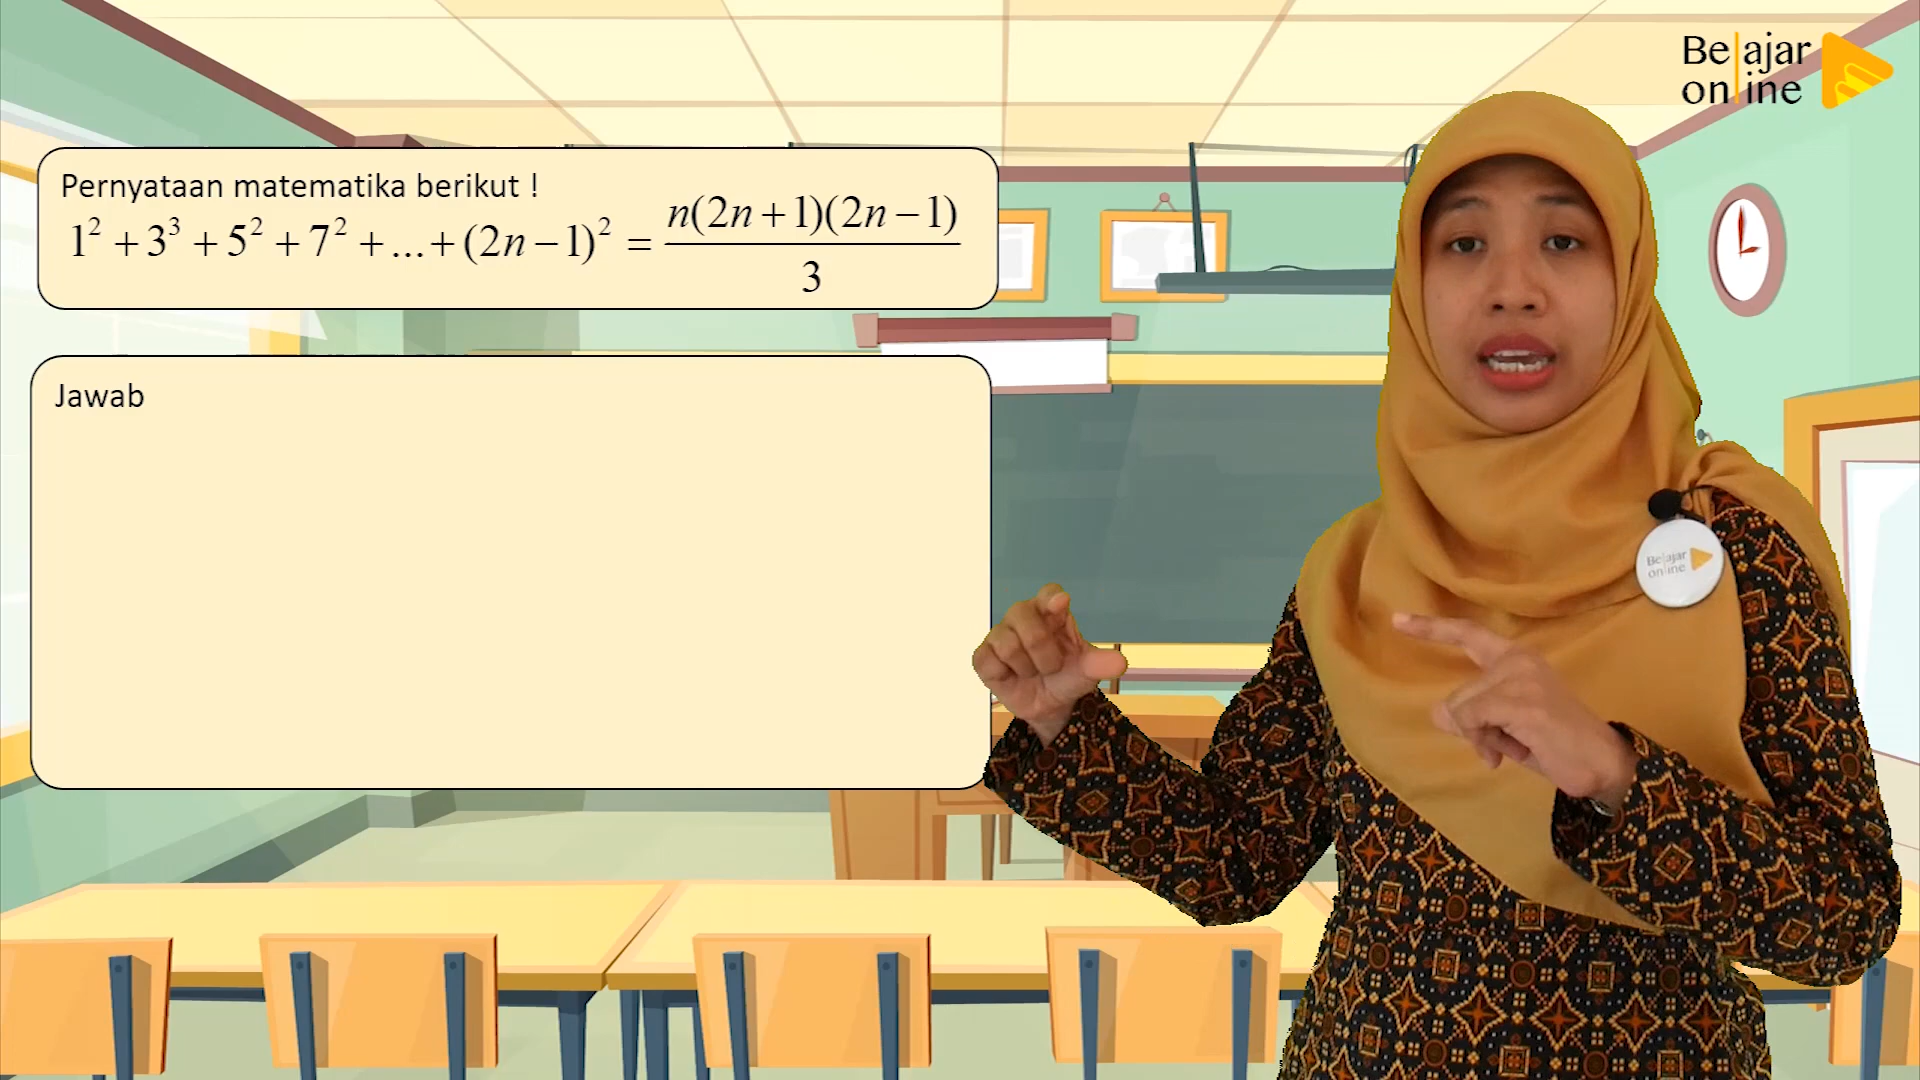 Belajar
online
Pernyataan matematika berikut !
1² + 3³ + 5² + 7² + ... + (2n – 1)² = n(2n + 1)(2n – 1) / 3
Jawab
Belajar
online